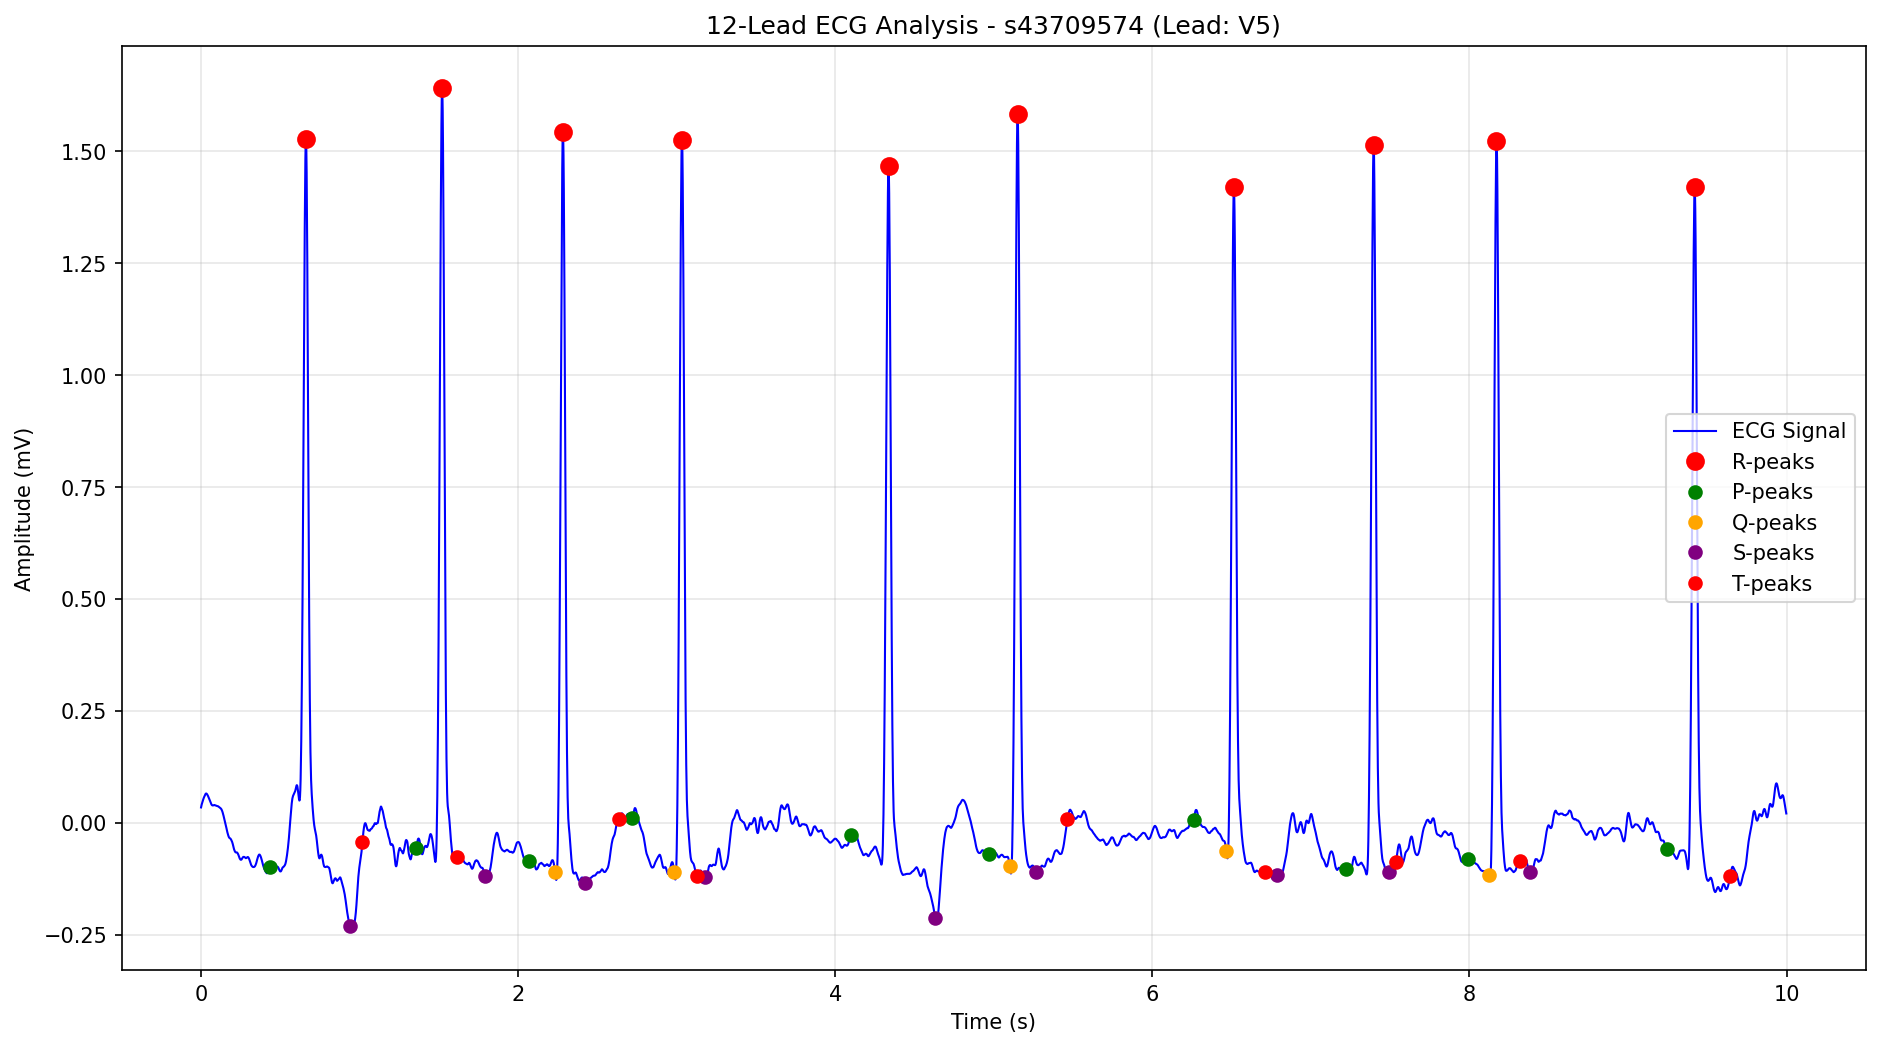 12-Lead ECG Analysis - s43709574 (Lead: V5)
Amplitude (mV)
1.50
1.25
1.00
0.75
0.50
0.25
0.00
−0.25
ECG Signal
R-peaks
P-peaks
Q-peaks
S-peaks
T-peaks
0 2 4 6 8 10
Time (s)